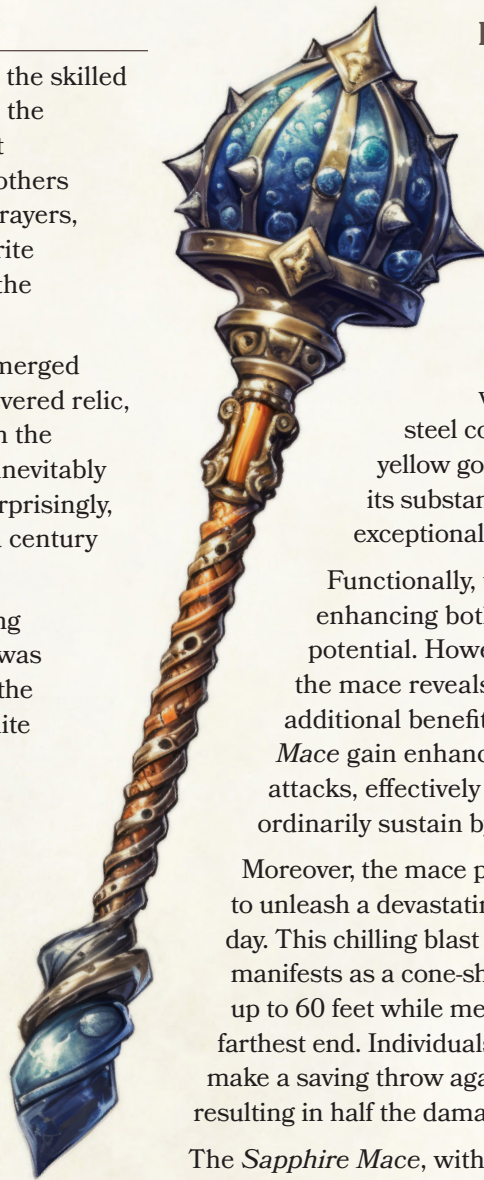 the skilled
the
t
others
rayers,
rite
the
merged
vered relic,
n the
nevitably
rprisingly,
century
ng
was
the
ite
steel co
yellow go
its substan
exceptional
Functionally,
enhancing both
potential. Howe
the mace reveals
additional benefit
Mace gain enhanc
attacks, effectively
ordinarily sustain by
Moreover, the mace p
to unleash a devastatin
day. This chilling blast
manifests as a cone-sh
up to 60 feet while me
farthest end. Individuals
make a saving throw aga
resulting in half the dama
The Sapphire Mace, with